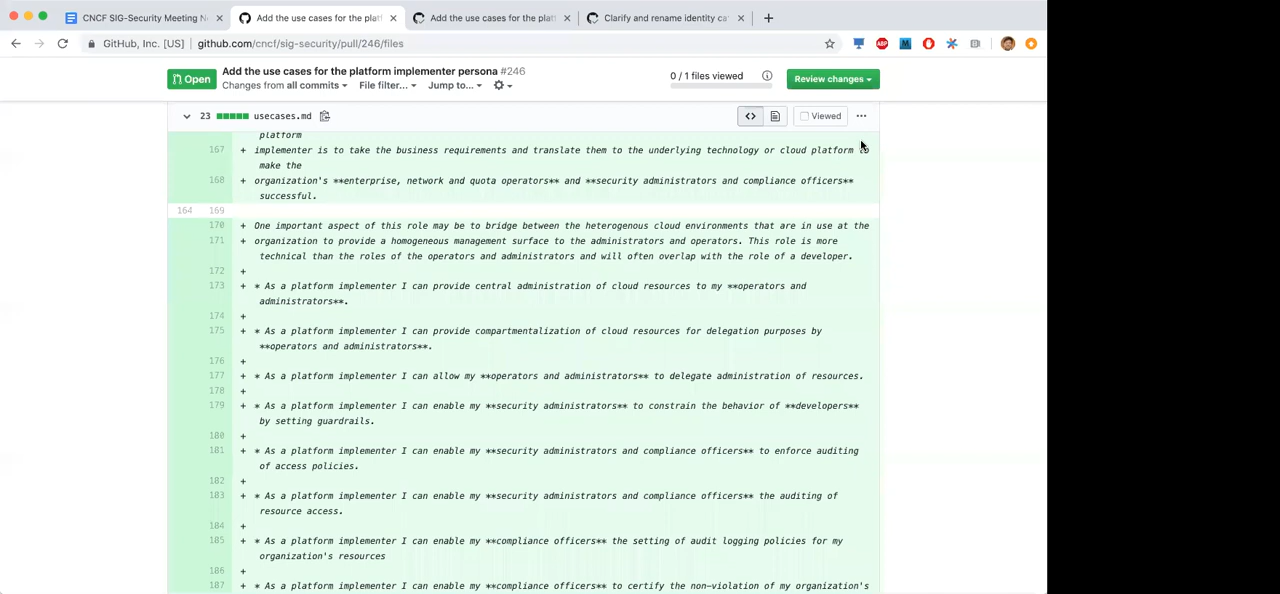 CNCF SIG-Security Meeting N
Add the use cases for the platf
Add the use cases for the plat
Clarify and rename identity ca
GitHub, Inc. [US] | github.com/cncf/sig-security/pull/246/files
ABP
M
Open
Add the use cases for the platform implementer persona #246
Changes from all commits
File filter...
Jump to...
0 / 1 files viewed
Review changes
23
usecases.md
<>
Viewed
platform
167 + implementer is to take the business requirements and translate them to the underlying technology or cloud platform
make the
168 + organization's **enterprise, network and quota operators** and **security administrators and compliance officers**
successful.
164 169
170 + One important aspect of this role may be to bridge between the heterogenous cloud environments that are in use at the
171 + organization to provide a homogeneous management surface to the administrators and operators. This role is more
technical than the roles of the operators and administrators and will often overlap with the role of a developer.
172 +
173 + * As a platform implementer I can provide central administration of cloud resources to my **operators and
administrators**.
174 +
175 + * As a platform implementer I can provide compartmentalization of cloud resources for delegation purposes by
**operators and administrators**.
176 +
177 + * As a platform implementer I can allow my **operators and administrators** to delegate administration of resources.
178 +
179 + * As a platform implementer I can enable my **security administrators** to constrain the behavior of **developers**
by setting guardrails.
180 +
181 + * As a platform implementer I can enable my **security administrators and compliance officers** to enforce auditing
of access policies.
182 +
183 + * As a platform implementer I can enable my **security administrators and compliance officers** the auditing of
resource access.
184 +
185 + * As a platform implementer I can enable my **compliance officers** the setting of audit logging policies for my
organization's resources
186 +
187 + * As a platform implementer I can enable my **compliance officers** to certify the non-violation of my organization's